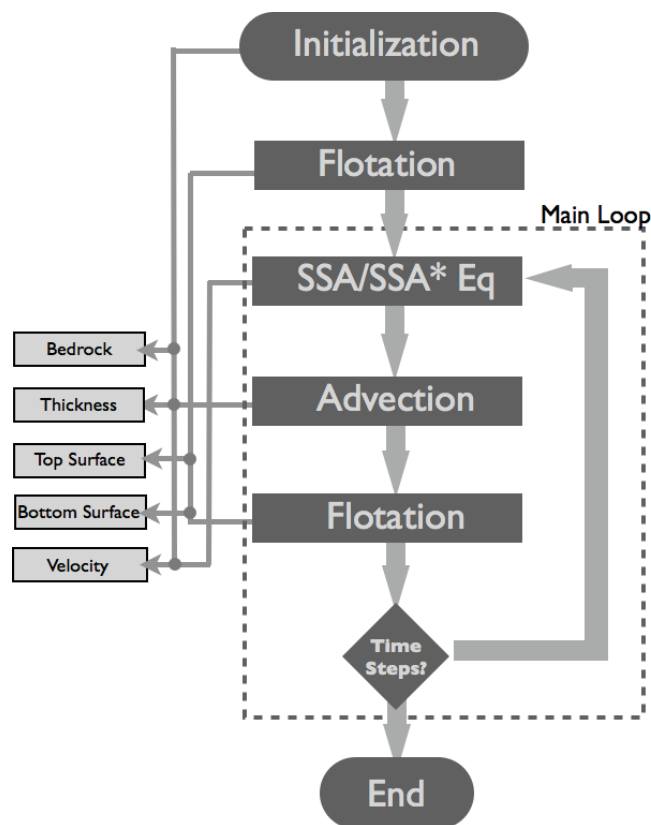 Initialization
Flotation
Main Loop
SSA/SSA* Eq
Bedrock
Thickness
Advection
Top Surface
Bottom Surface
Flotation
Velocity
Time
Steps?
End